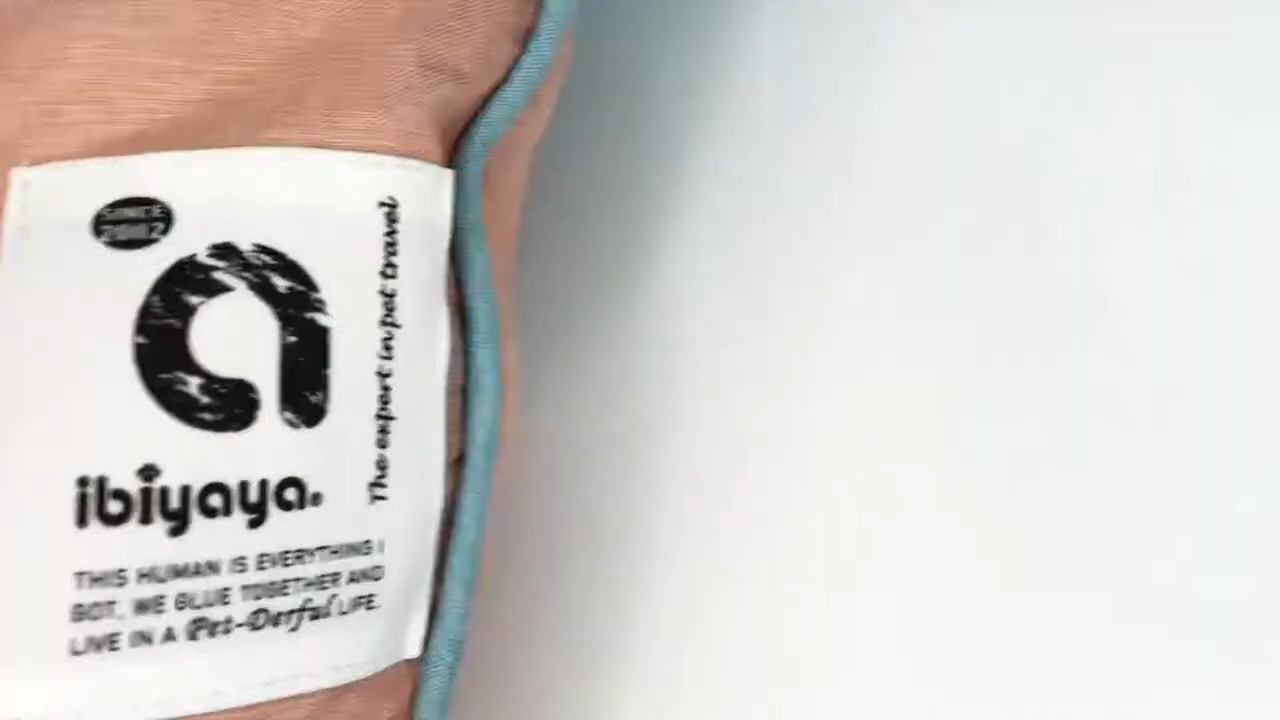 SINCE
2002
ibiyaya.
The expert in pet travel
THIS HUMAN IS EVERYTHING I
GOT, WE GLUE TOGETHER AND
LIVE IN A Pet-Derful LIFE.